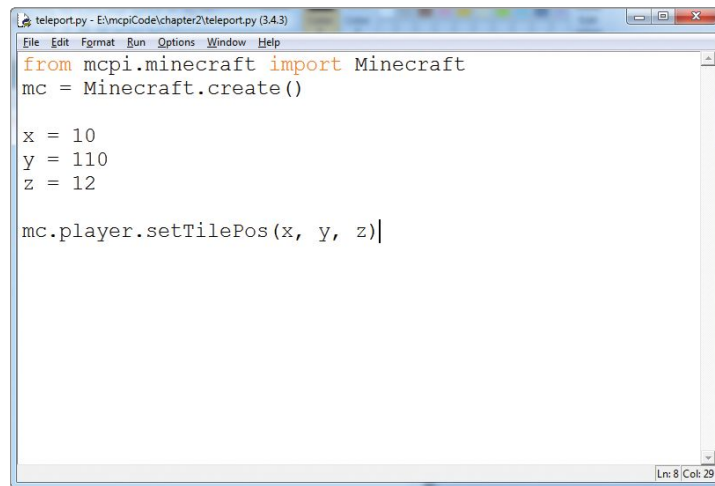 teleport.py - E:\mcpiCode\chapter2\teleport.py (3.4.3)
File Edit Format Run Options Window Help
from mcpi.minecraft import Minecraft
mc = Minecraft.create()
x = 10
y = 110
z = 12
mc.player.setTilePos(x, y, z)
Ln: 8 Col: 29